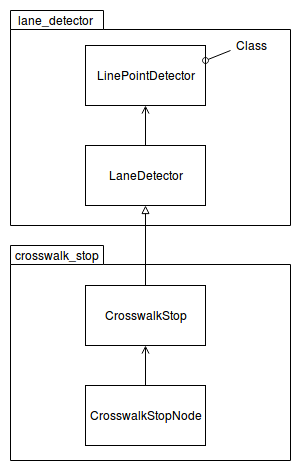 lane_detector
Class
LinePointDetector
LaneDetector
crosswalk_stop
CrosswalkStop
CrosswalkStopNode